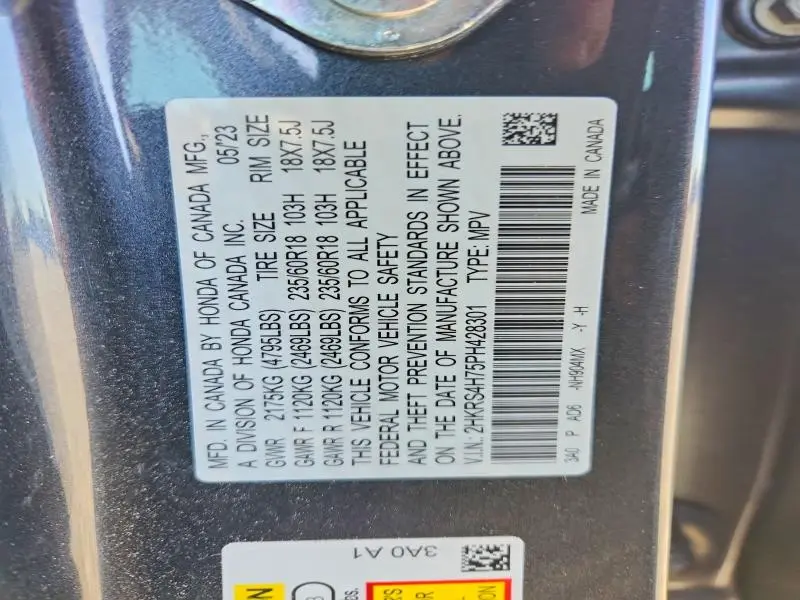 MFD. IN CANADA BY HONDA OF CANADA MFG.,
A DIVISION OF HONDA CANADA INC. 05/23
GVWR 2175KG (4795LBS) TIRE SIZE RIM SIZE
GAWR F 1120KG (2469LBS) 235/60R18 103H 18X7.5J
GAWR R 1120KG (2469LBS) 235/60R18 103H 18X7.5J
THIS VEHICLE CONFORMS TO ALL APPLICABLE
FEDERAL MOTOR VEHICLE SAFETY
AND THEFT PREVENTION STANDARDS IN EFFECT
ON THE DATE OF MANUFACTURE SHOWN ABOVE.
V.I.N.: 2HKRS4H75PH428301 TYPE: MPV
3A0 P AD6 -NH904MX -Y -H MADE IN CANADA
3A0 A1